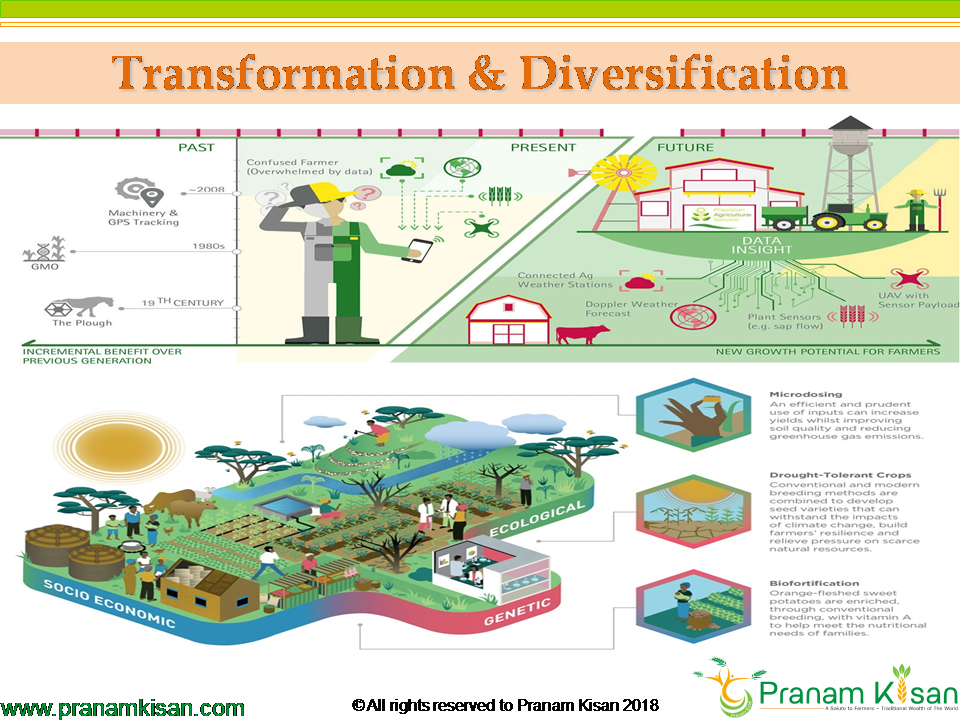 Transformation & Diversification
PAST
~2008
Machinery &
GPS Tracking
1980s
GMO
19TH CENTURY
The Plough
INCREMENTAL BENEFIT OVER
PREVIOUS GENERATION
PRESENT
Confused Farmer
(Overwhelmed by data)
? ? ?
FUTURE
Precision
Agriculture
Service
DATA
INSIGHT
Connected Ag
Weather Stations
Doppler Weather
Forecast
Plant Sensors
(e.g. sap flow)
UAV with
Sensor Payload
NEW GROWTH POTENTIAL FOR FARMERS
SOCIO ECONOMIC
ECOLOGICAL
GENETIC
Microdosing
An efficient and prudent
use of inputs can increase
yields whilst improving
soil quality and reducing
greenhouse gas emissions.
Drought-Tolerant Crops
Conventional and modern
breeding methods are
combined to develop
seed varieties that can
withstand the impacts
of climate change, build
farmers' resilience and
relieve pressure on scarce
natural resources.
Biofortification
Orange-fleshed sweet
potatoes are enriched,
through conventional
breeding, with vitamin A
to help meet the nutritional
needs of families.
www.pranamkisan.com
©All rights reserved to Pranam Kisan 2018
Pranam Kisan
A Salute to Farmers - Traditional Wealth of The World